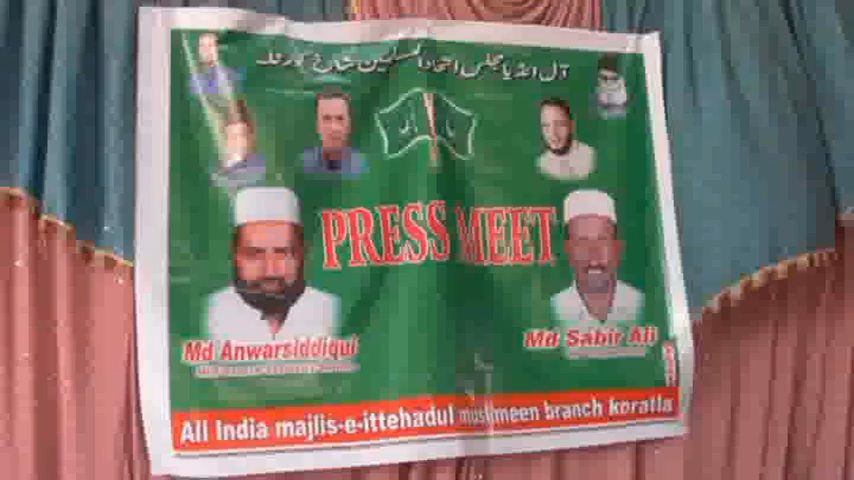 آل انڈیا مجلس اتحاد المسلمین شاخ کورٹلہ
PRESS MEET
Md Anwarsiddiqui
Md Sabir Ali
All India majlis-e-ittehadul muslimeen branch koratla